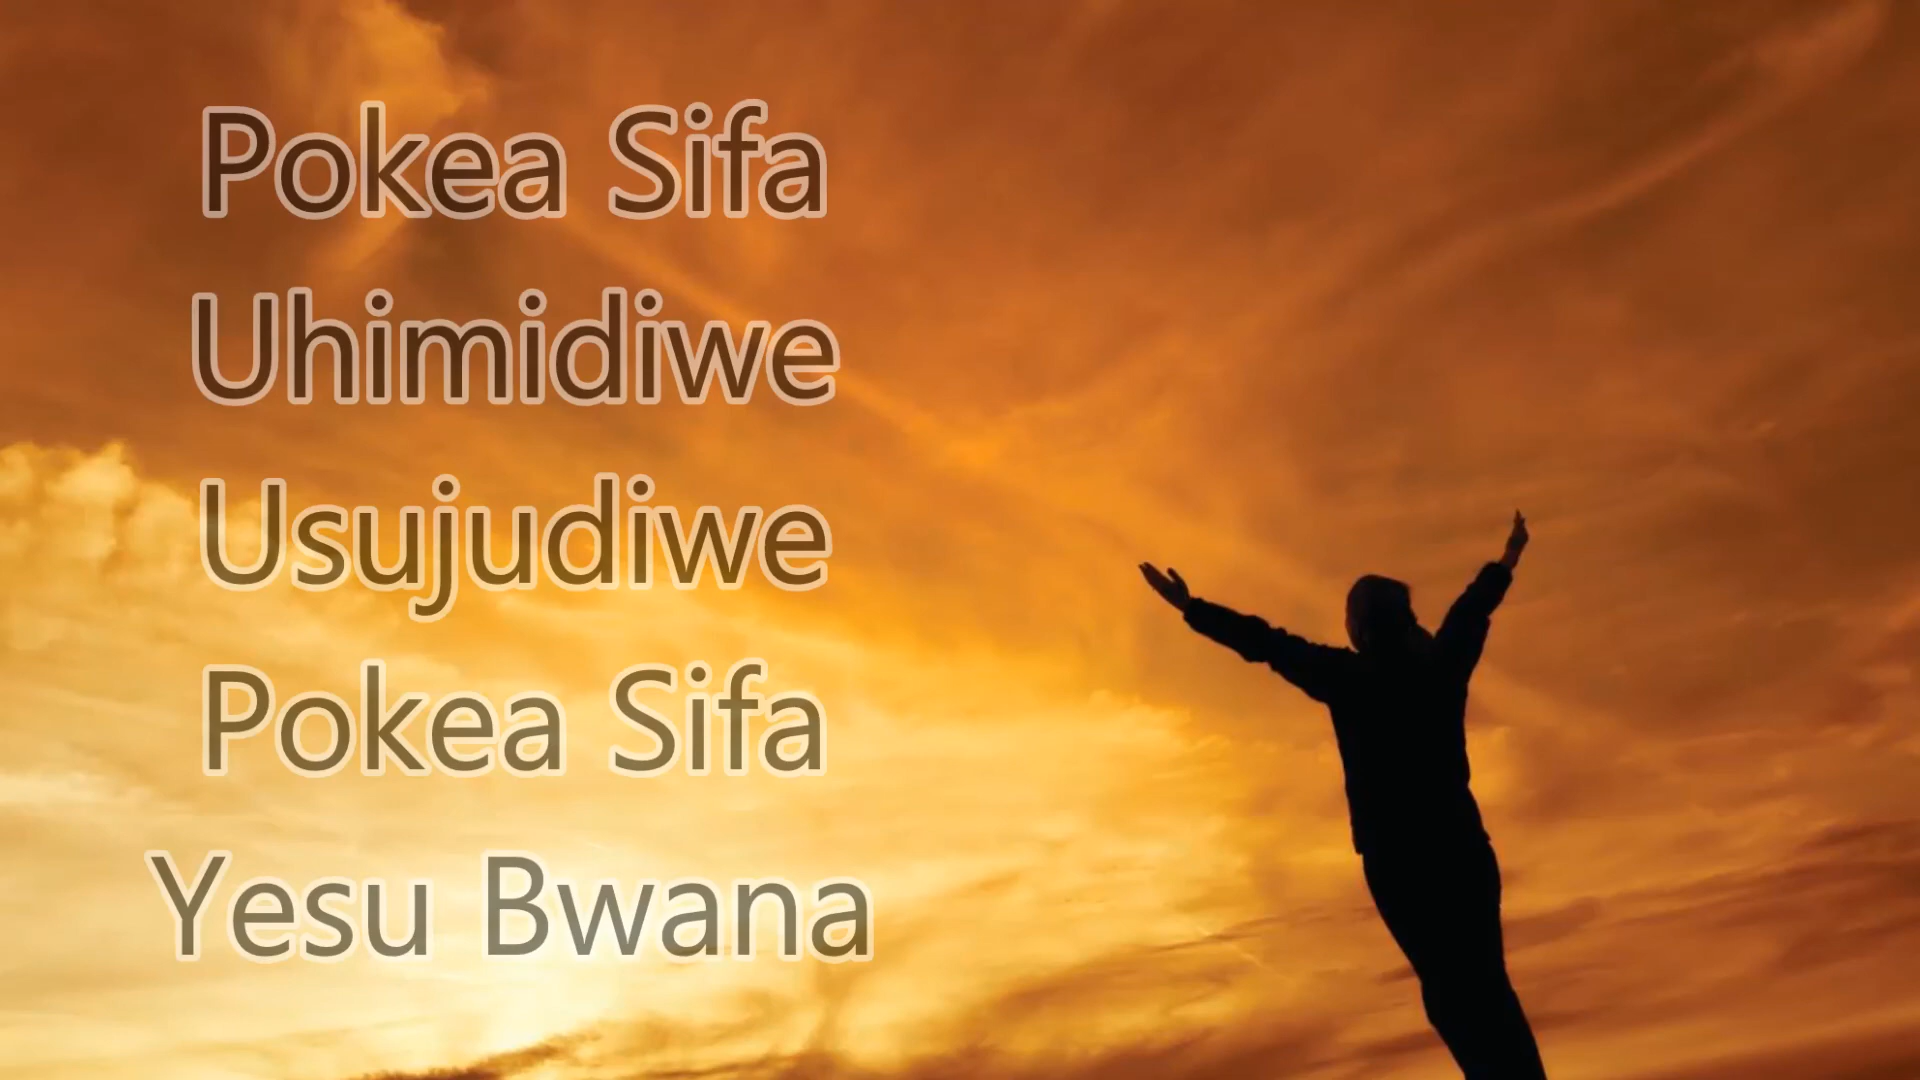 Pokea Sifa
Uhimidiwe
Usujudiwe
Pokea Sifa
Yesu Bwana